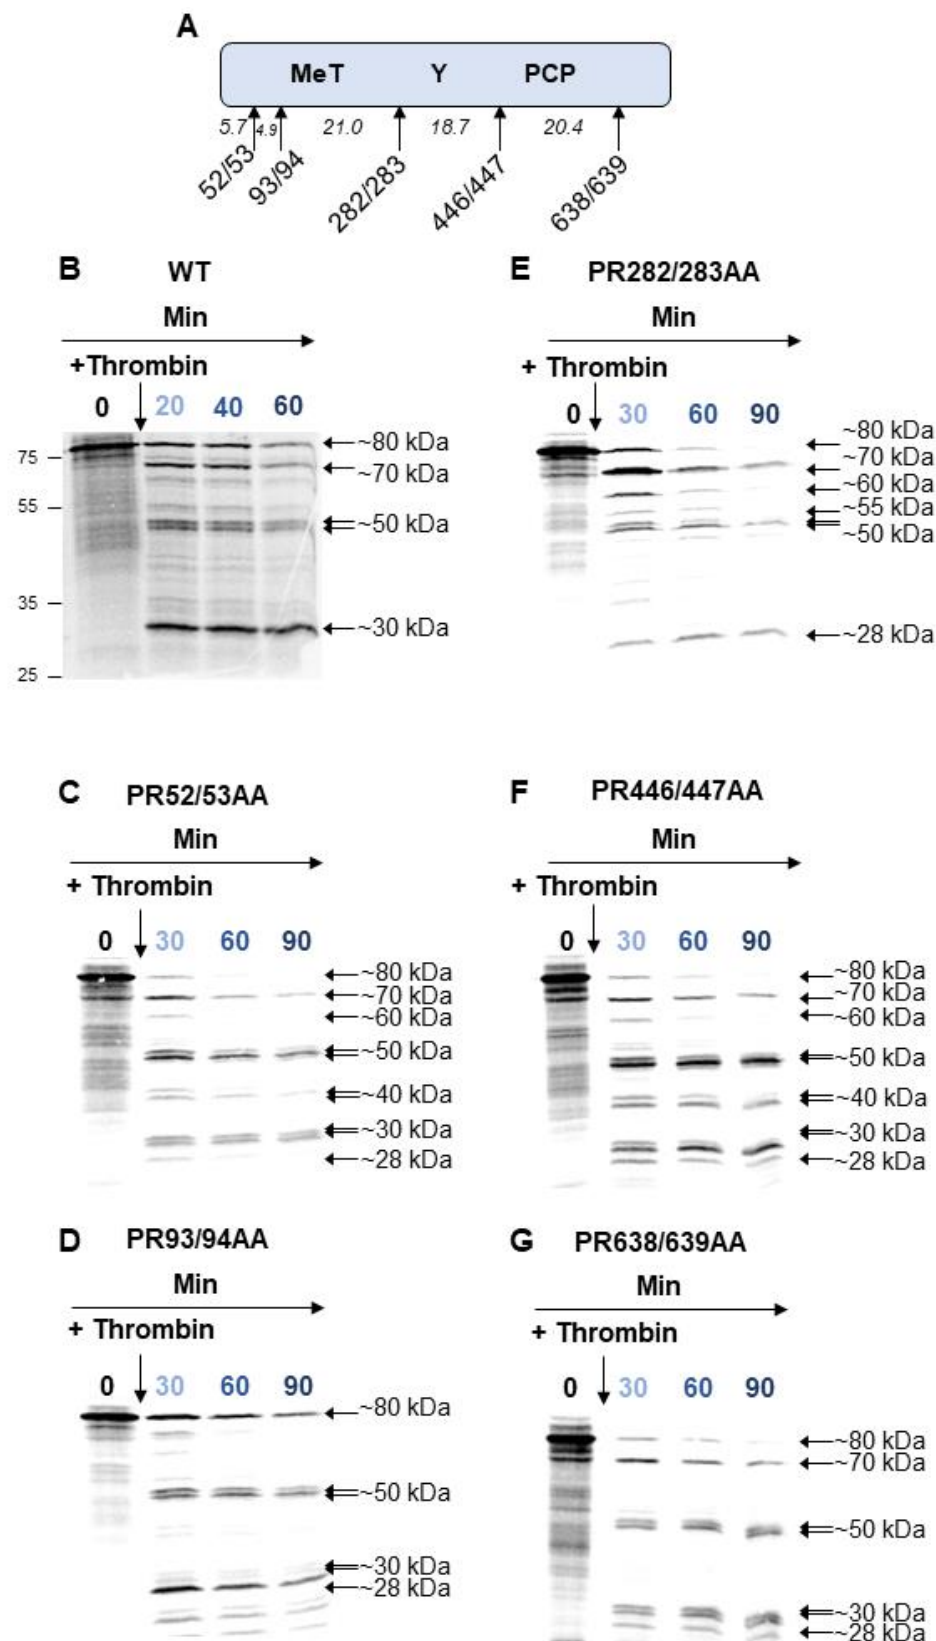 A
MeT Y PCP
5.7 4.9 21.0 18.7 20.4
52/53 93/94 282/283 446/447 638/639
B WT
Min
+Thrombin
0 20 40 60
75
55
35
25
~80 kDa
~70 kDa
~50 kDa
~30 kDa
E PR282/283AA
Min
+ Thrombin
0 30 60 90
~80 kDa
~70 kDa
~60 kDa
~55 kDa
~50 kDa
~28 kDa
C PR52/53AA
Min
+ Thrombin
0 30 60 90
~80 kDa
~70 kDa
~60 kDa
~50 kDa
~40 kDa
~30 kDa
~28 kDa
F PR446/447AA
Min
+ Thrombin
0 30 60 90
~80 kDa
~70 kDa
~60 kDa
~50 kDa
~40 kDa
~30 kDa
~28 kDa
D PR93/94AA
Min
+ Thrombin
0 30 60 90
~80 kDa
~50 kDa
~30 kDa
~28 kDa
G PR638/639AA
Min
+ Thrombin
0 30 60 90
~80 kDa
~70 kDa
~50 kDa
~30 kDa
~28 kDa